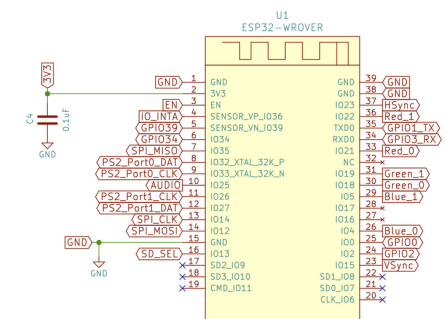 U1
ESP32-WROVER
3V3
C4
0.1uF
GND
GND 1 GND GND 39 GND
2 3V3 GND 38 GND
EN 3 EN IO23 37 HSync
IO_INTA 4 SENSOR_VP_IO36 IO22 36 Red_1
GPIO39 5 SENSOR_VN_IO39 TXD0 35 GPIO1_TX
GPIO34 6 IO34 RXD0 34 GPIO3_RX
SPI_MISO 7 IO35 IO21 33 Red_0
PS2_Port0_DAT 8 IO32_XTAL_32K_P NC 32
PS2_Port0_CLK 9 IO33_XTAL_32K_N IO19 31 Green_1
AUDIO 10 IO25 IO18 30 Green_0
PS2_Port1_CLK 11 IO26 IO5 29 Blue_1
PS2_Port1_DAT 12 IO27 IO17 28
SPI_CLK 13 IO14 IO16 27
SPI_MOSI 14 IO12 IO4 26 Blue_0
GND 15 GND IO0 25 GPIO0
SD_SEL 16 IO13 IO2 24 GPIO2
GND 17 SD2_IO9 IO15 23 VSync
18 SD3_IO10 SD1_IO8 22
19 CMD_IO11 SD0_IO7 21
CLK_IO6 20